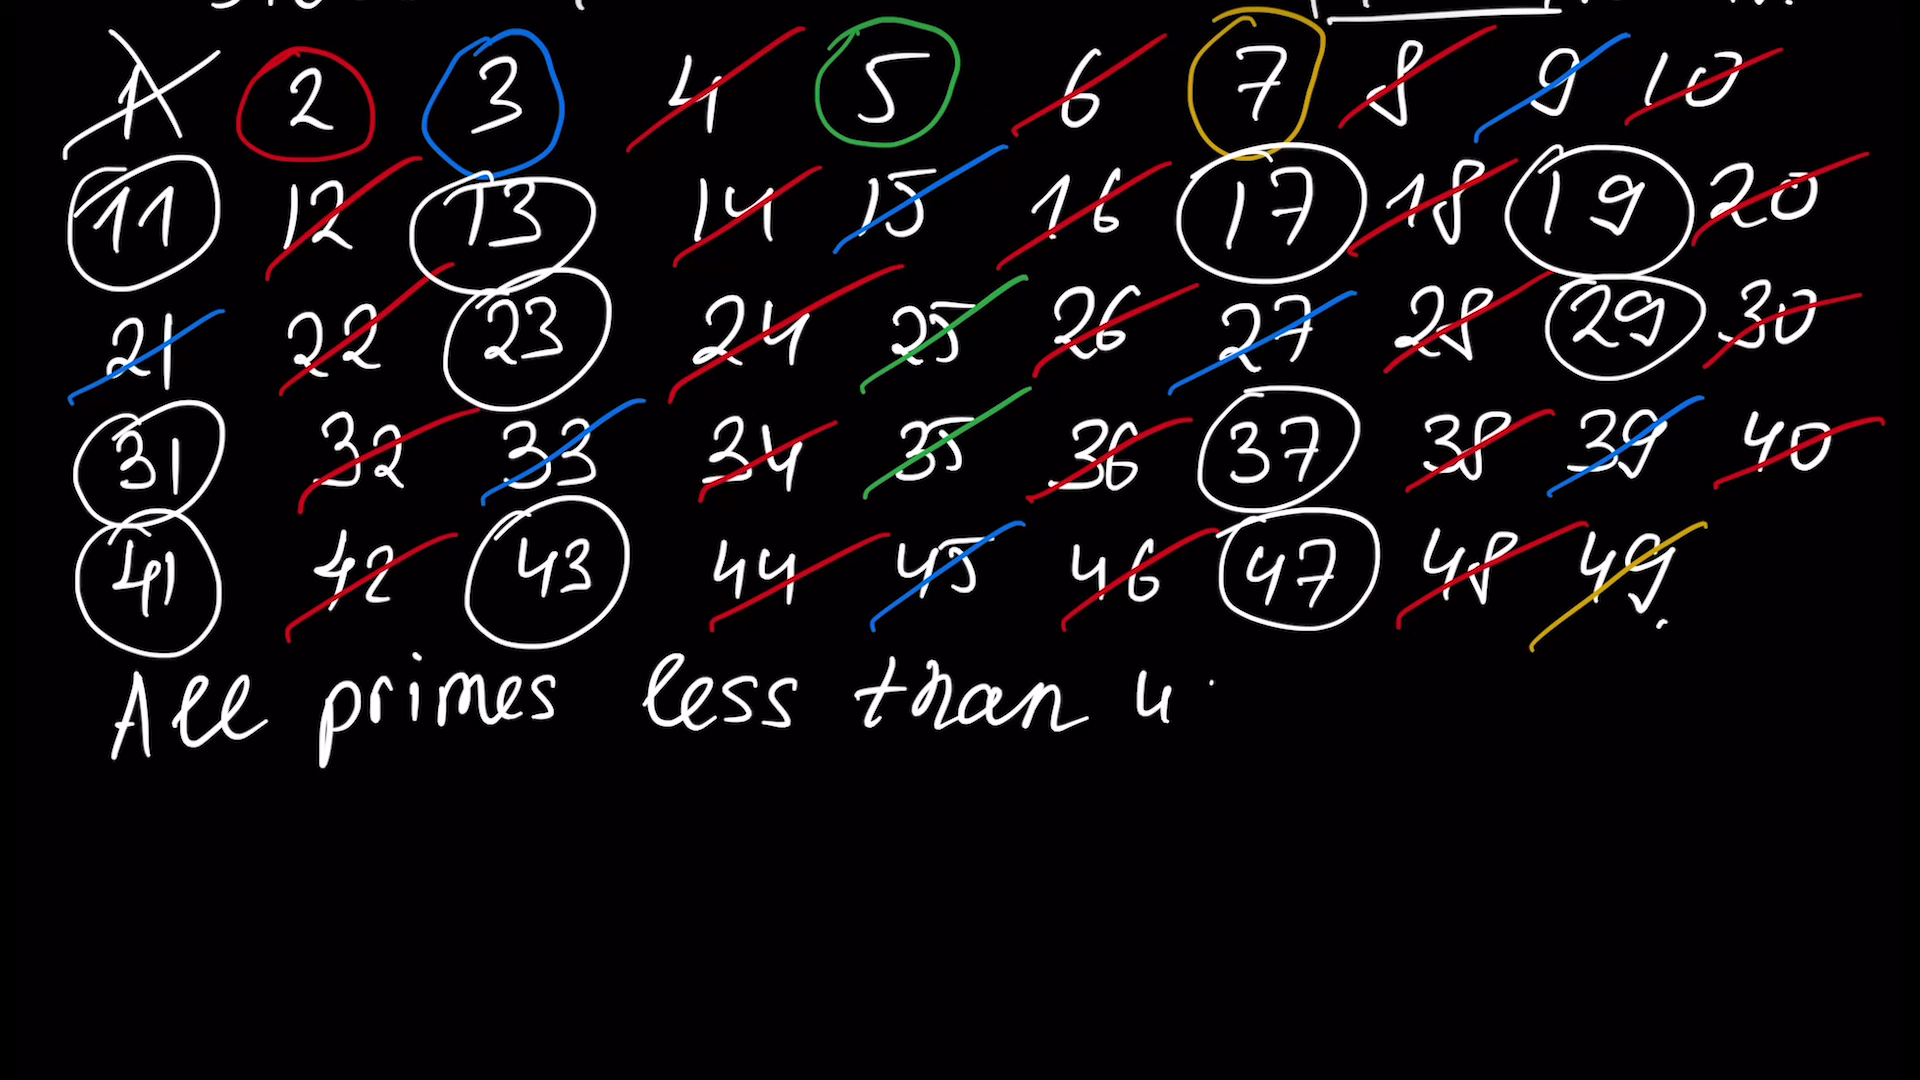 1 2 3 4 5 6 7 8 9 10
11 12 13 14 15 16 17 18 19 20
21 22 23 24 25 26 27 28 29 30
31 32 33 34 35 36 37 38 39 40
41 42 43 44 45 46 47 48 49.
All primes less than 4